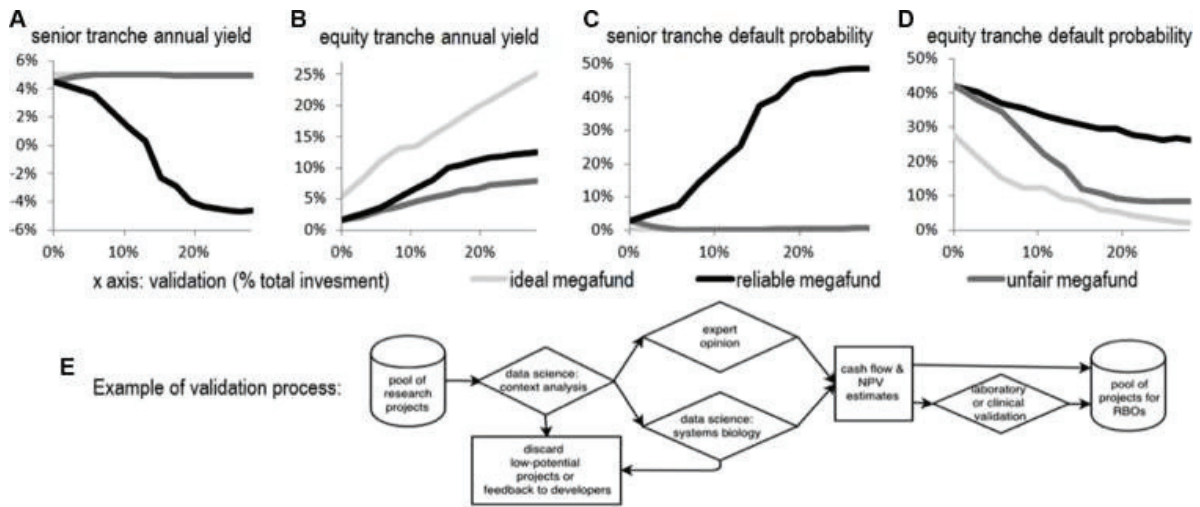 A
senior tranche annual yield
6%
4%
2%
0%
-2%
-4%
-6%
0%
10%
20%
B
equity tranche annual yield
25%
20%
15%
10%
5%
0%
0%
10%
20%
C
senior tranche default probability
50%
40%
30%
20%
10%
0%
0%
10%
20%
D
equity tranche default probability
50%
40%
30%
20%
10%
0%
0%
10%
20%
x axis: validation (% total invesment)
ideal megafund
reliable megafund
unfair megafund
E
Example of validation process:
pool of
research
projects
data science:
context analysis
expert
opinion
data science:
systems biology
discard
low-potential
projects or
feedback to developers
cash flow &
NPV
estimates
laboratory
or clinical
validation
pool of
projects for
RBOs